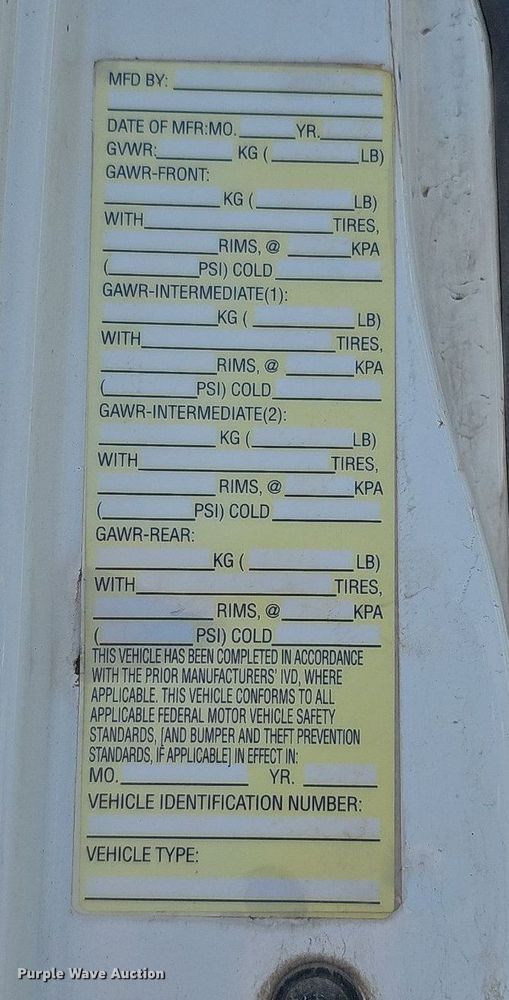 MFD BY:
DATE OF MFR:MO. YR.
GVWR: KG ( LB)
GAWR-FRONT:
KG ( LB)
WITH TIRES,
RIMS, @ KPA
( PSI) COLD
GAWR-INTERMEDIATE(1):
KG ( LB)
WITH TIRES,
RIMS, @ KPA
( PSI) COLD
GAWR-INTERMEDIATE(2):
KG ( LB)
WITH TIRES,
RIMS, @ KPA
( PSI) COLD
GAWR-REAR:
KG ( LB)
WITH TIRES,
RIMS, @ KPA
( PSI) COLD
THIS VEHICLE HAS BEEN COMPLETED IN ACCORDANCE
WITH THE PRIOR MANUFACTURERS' IVD, WHERE
APPLICABLE. THIS VEHICLE CONFORMS TO ALL
APPLICABLE FEDERAL MOTOR VEHICLE SAFETY
STANDARDS, [AND BUMPER AND THEFT PREVENTION
STANDARDS, IF APPLICABLE] IN EFFECT IN:
MO. YR.
VEHICLE IDENTIFICATION NUMBER:
VEHICLE TYPE:
Purple Wave Auction